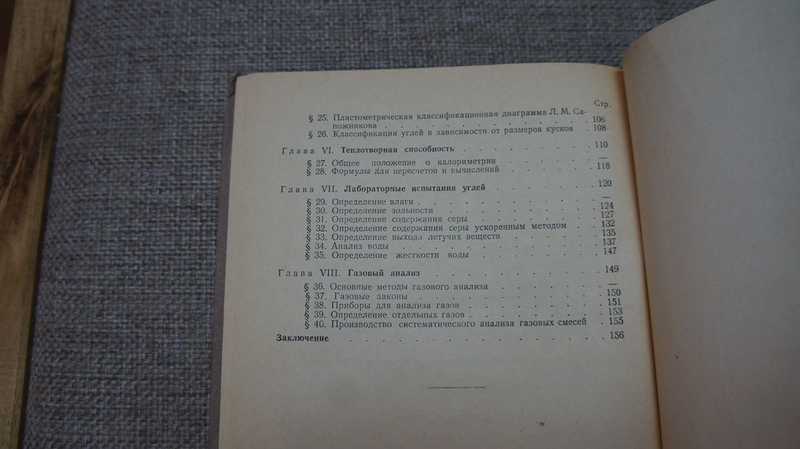 Стр.
§ 25. Пластометрическая классификационная диаграмма Л. М. Са-
пожникова . . . . . . . . . . . . 106
§ 26. Классификация углей в зависимости от размеров кусков . 108
Глава VI. Теплотворная способность . . . . . . . . . 110
§ 27. Общее положение о калориметрии . . . . . . —
§ 28. Формулы для пересчетов и вычислений . . . . . . 118
Глава VII. Лабораторные испытания углей . . . . . . . 120
§ 29. Определение влаги . . . . . . . . . . —
§ 30. Определение зольности . . . . . . . . . 124
§ 31. Определение содержания серы . . . . . . . 127
§ 32. Определение содержания серы ускоренным методом . . 132
§ 33. Определение выхода летучих веществ . . . . . 135
§ 34. Анализ воды . . . . . . . . . . . 137
§ 35. Определение жесткости воды . . . . . . . 147
Глава VIII. Газовый анализ . . . . . . . . . . 149
§ 36. Основные методы газового анализа . . . . . . —
§ 37. Газовые законы . . . . . . . . . . 150
§ 38. Приборы для анализа газов . . . . . . . 151
§ 39. Определение отдельных газов . . . . . . . 153
§ 40. Производство систематического анализа газовых смесей . 155
Заключение . . . . . . . . . . . . . . 156